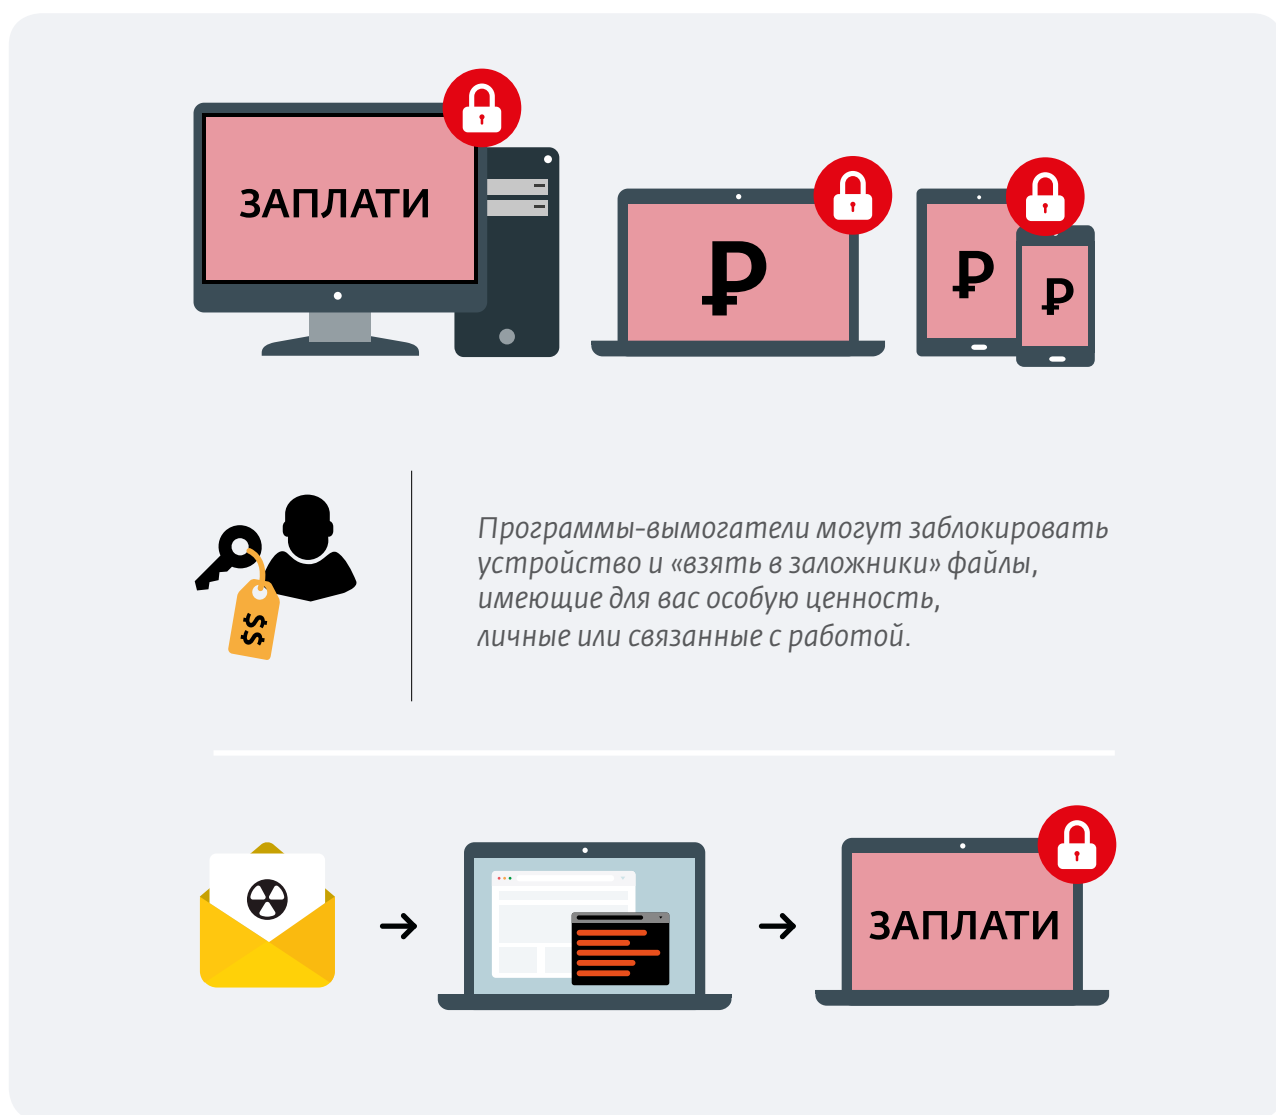 ЗАПЛАТИ
₽
₽
₽
$$
Программы-вымогатели могут заблокировать
устройство и «взять в заложники» файлы,
имеющие для вас особую ценность,
личные или связанные с работой.
ЗАПЛАТИ